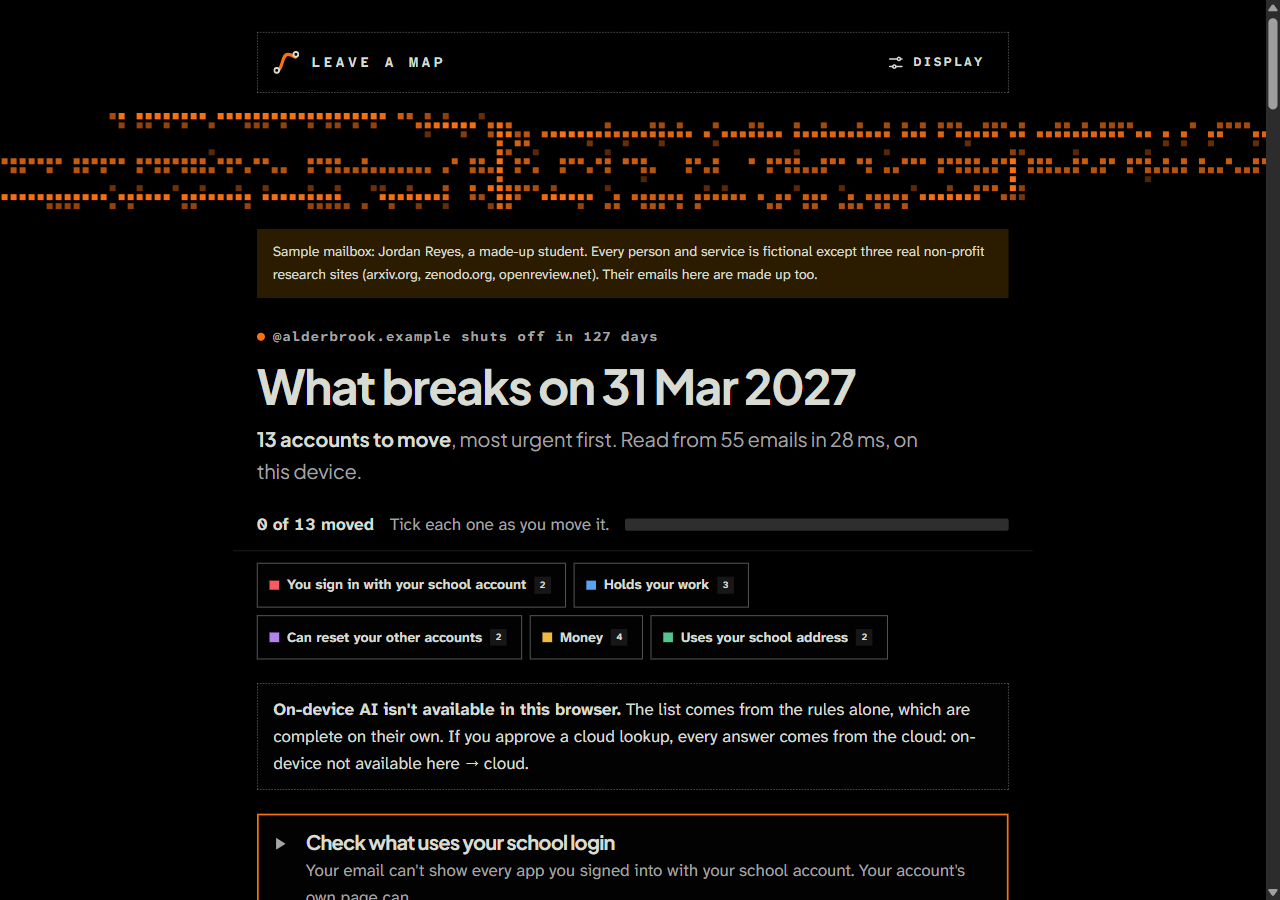 LEAVE A MAP
DISPLAY
Sample mailbox: Jordan Reyes, a made-up student. Every person and service is fictional except three real non-profit
research sites (arxiv.org, zenodo.org, openreview.net). Their emails here are made up too.
@alderbrook.example shuts off in 127 days
What breaks on 31 Mar 2027
13 accounts to move, most urgent first. Read from 55 emails in 28 ms, on
this device.
0 of 13 moved Tick each one as you move it.
You sign in with your school account 2 Holds your work 3
Can reset your other accounts 2 Money 4 Uses your school address 2
On-device AI isn't available in this browser. The list comes from the rules alone, which are
complete on their own. If you approve a cloud lookup, every answer comes from the cloud: on-
device not available here → cloud.
Check what uses your school login
Your email can't show every app you signed into with your school account. Your account's
own page can.